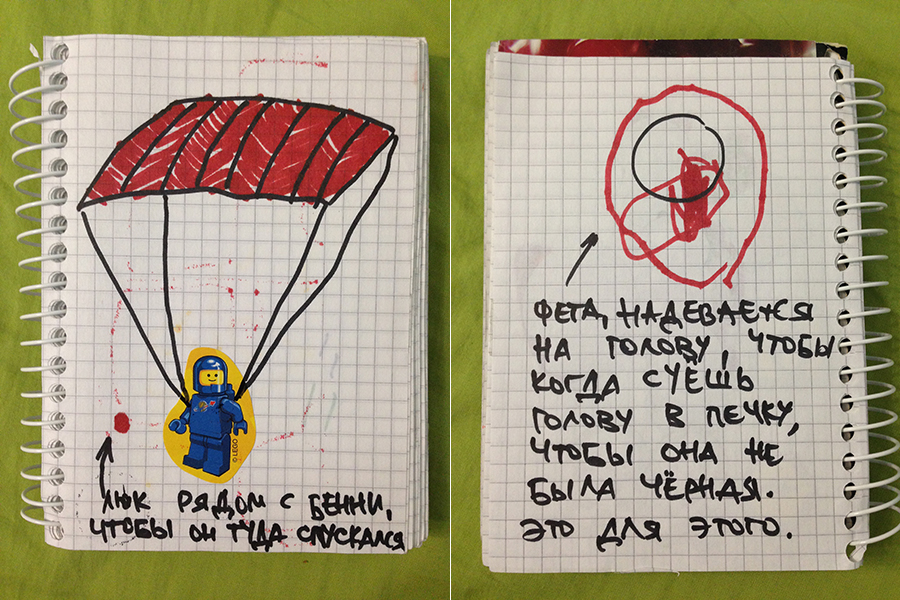 © LEGO
ЛЮК РЯДОМ С БЕННИ,
ЧТОБЫ ОН ТУДА СПУСКАЛСЯ
ФЕТА, НАДЕВАЕТСЯ
НА ГОЛОВУ, ЧТОБЫ
КОГДА СУЁШЬ
ГОЛОВУ В ПЕЧКУ,
ЧТОБЫ ОНА НЕ
БЫЛА ЧЁРНАЯ.
ЭТО ДЛЯ ЭТОГО.